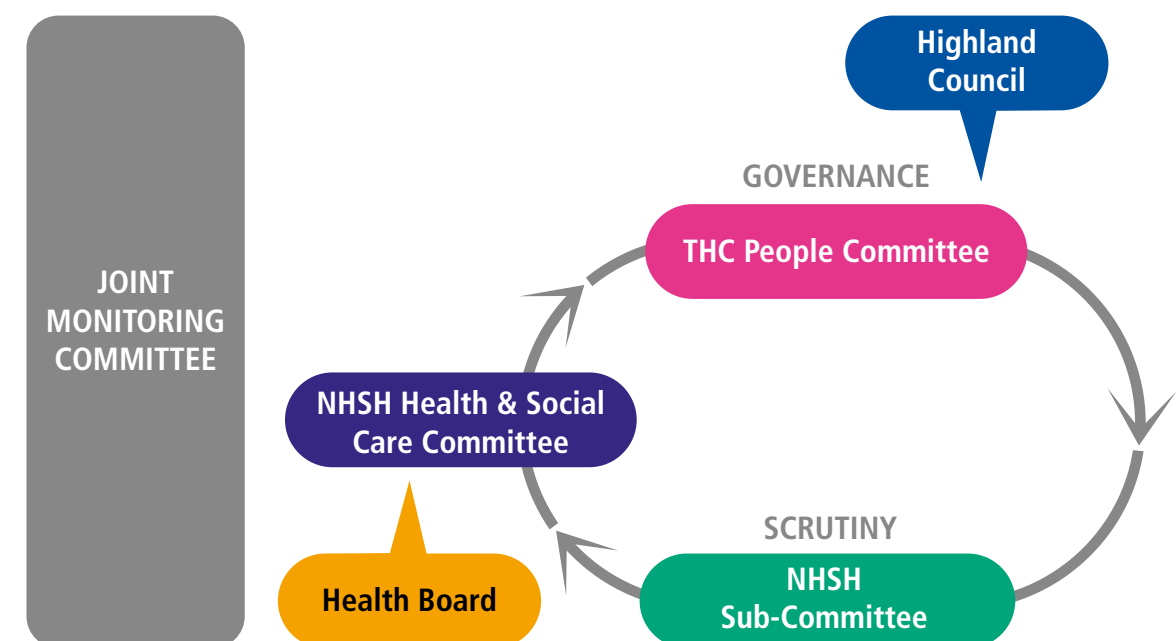 JOINT
MONITORING
COMMITTEE
Highland
Council
GOVERNANCE
THC People Committee
NHSH Health & Social
Care Committee
SCRUTINY
Health Board
NHSH
Sub-Committee